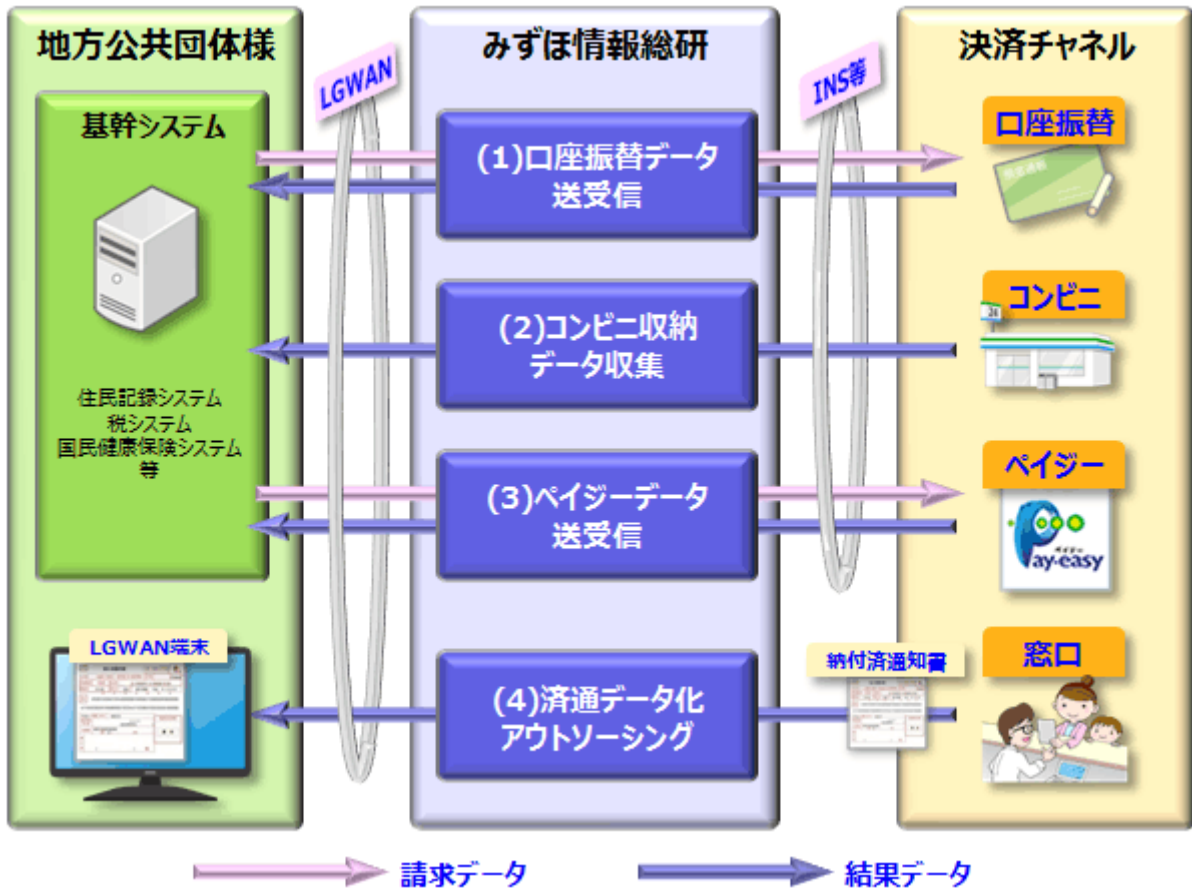 地方公共団体様
基幹システム
住民記録システム
税システム
国民健康保険システム
等
LGWAN端末
LGWAN
みずほ情報総研
(1)口座振替データ
送受信
(2)コンビニ収納
データ収集
(3)ペイジーデータ
送受信
(4)済通データ化
アウトソーシング
INS等
決済チャネル
口座振替
コンビニ
ペイジー
ペイジー
Pay-easy
窓口
納付済通知書
請求データ
結果データ